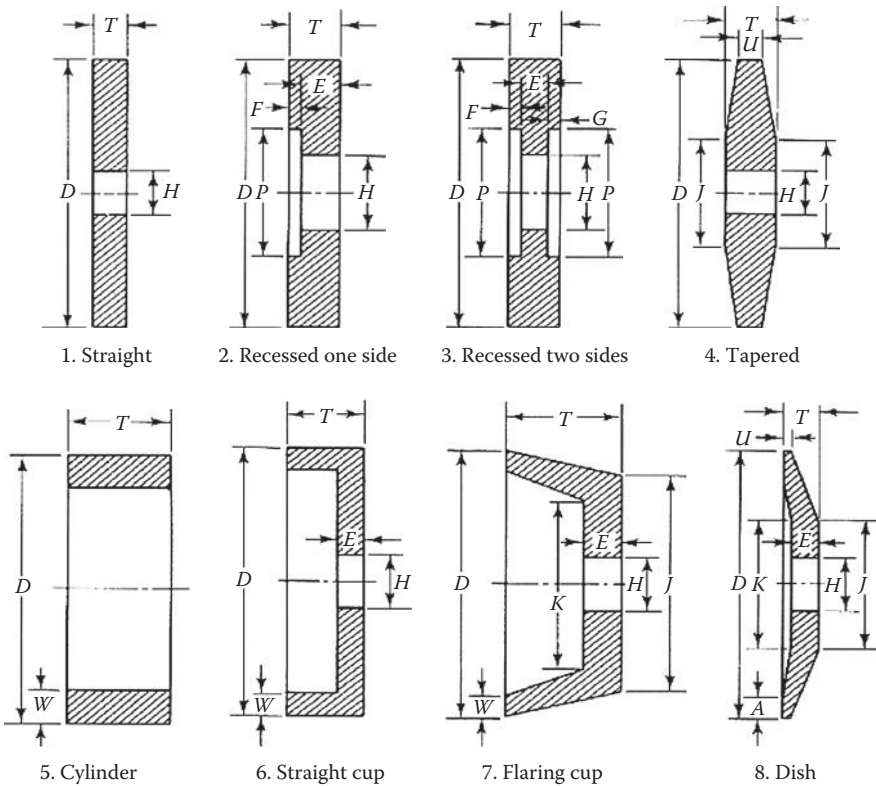 T T T T
U
E E
F F G
D H D P H D P H P D J H J
1. Straight 2. Recessed one side 3. Recessed two sides 4. Tapered
T T T T
U
E E E
D D H D K H J D K H J
W W W A
5. Cylinder 6. Straight cup 7. Flaring cup 8. Dish